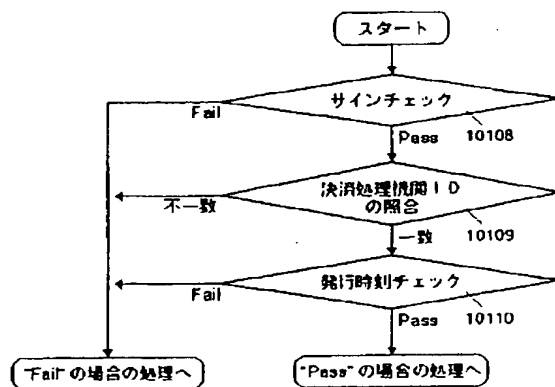 スタート
サインチェック
Fail
Pass
10108
決済処理機関ID
の照合
不一致
一致
10109
発行時刻チェック
Fail
Pass
10110
"Fail"の場合の処理へ
"Pass"の場合の処理へ